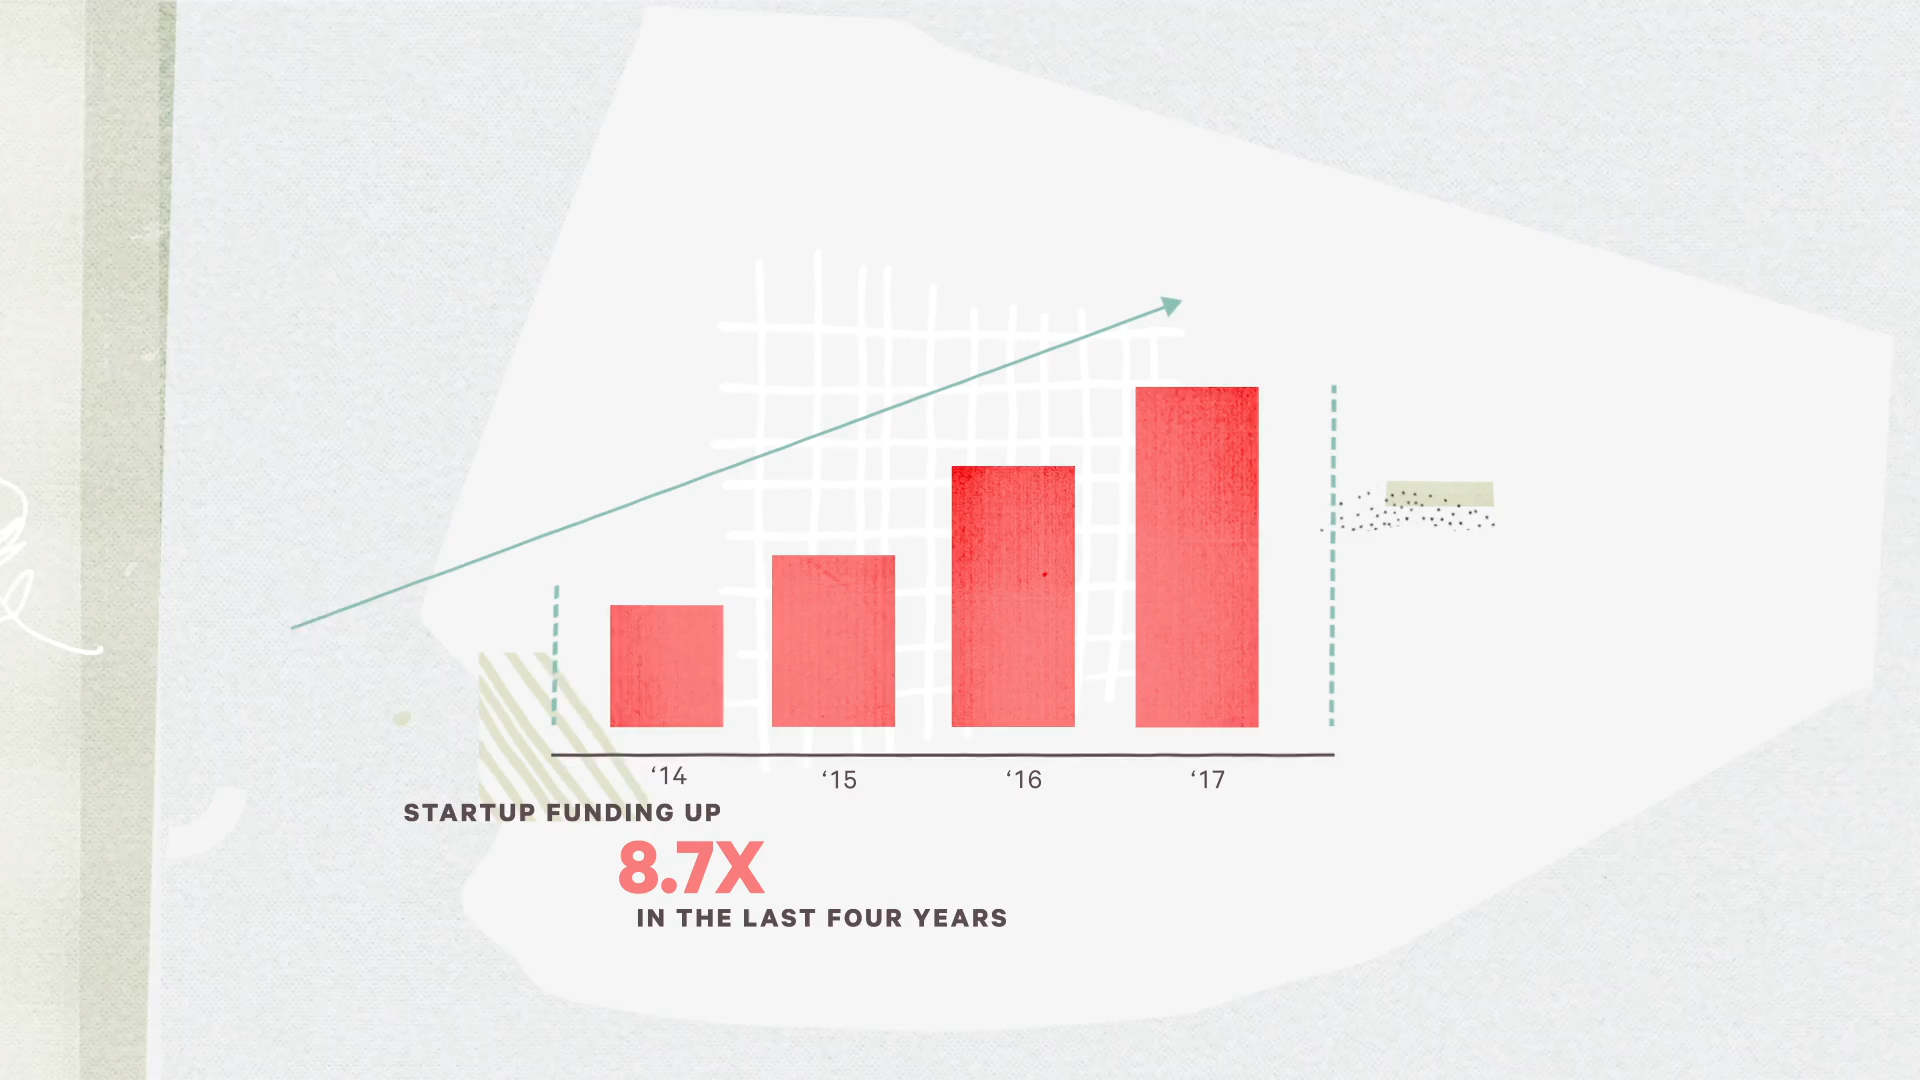 ‘14 ‘15 ‘16 ‘17
STARTUP FUNDING UP
8.7X
IN THE LAST FOUR YEARS